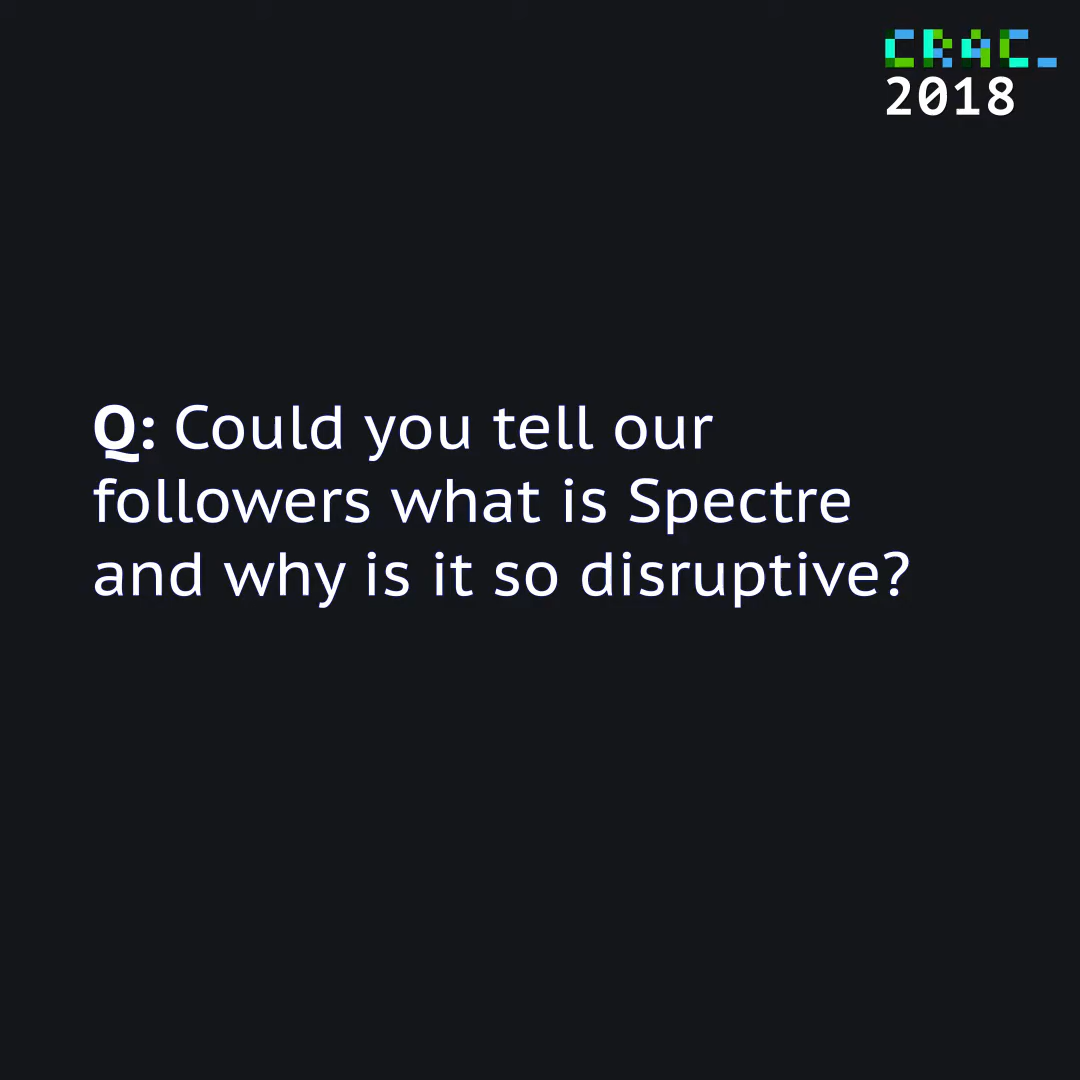 CRAC_
2018
Q: Could you tell our
followers what is Spectre
and why is it so disruptive?